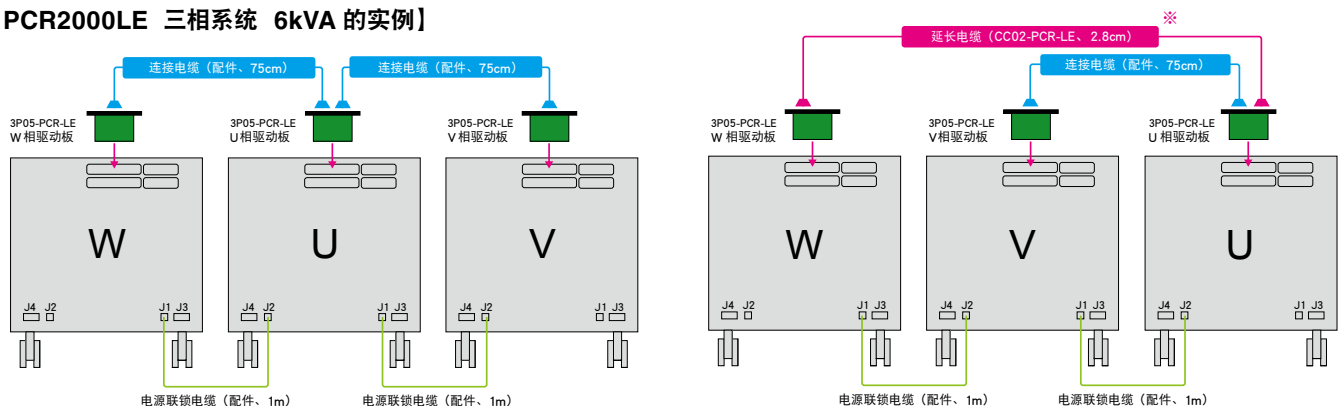 PCR2000LE 三相系统 6kVA 的实例】
连接电缆（配件、75cm）
连接电缆（配件、75cm）
3P05-PCR-LE
W 相驱动板
3P05-PCR-LE
U 相驱动板
3P05-PCR-LE
V 相驱动板
W
U
V
J4 J2 J1 J3
J4 J2 J1 J3
J4 J2 J1 J3
电源联锁电缆（配件、1m）
电源联锁电缆（配件、1m）
※
延长电缆（CC02-PCR-LE、2.8cm）
连接电缆（配件、75cm）
3P05-PCR-LE
W 相驱动板
3P05-PCR-LE
V 相驱动板
3P05-PCR-LE
U 相驱动板
W
V
U
J4 J2 J1 J3
J4 J2 J1 J3
J4 J2 J1 J3
电源联锁电缆（配件、1m）
电源联锁电缆（配件、1m）